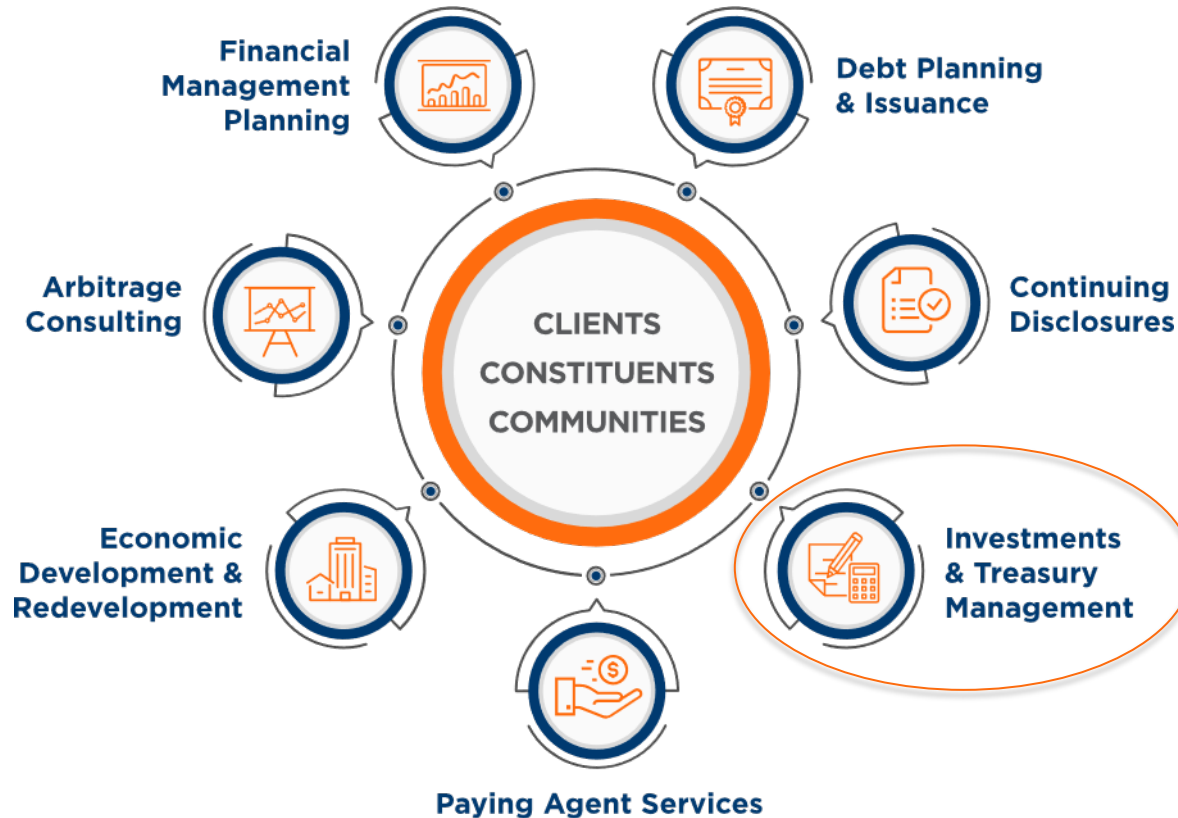 Financial
Management
Planning
Debt Planning
& Issuance
Arbitrage
Consulting
CLIENTS
CONSTITUENTS
COMMUNITIES
Continuing
Disclosures
Economic
Development &
Redevelopment
$
Investments
& Treasury
Management
Paying Agent Services